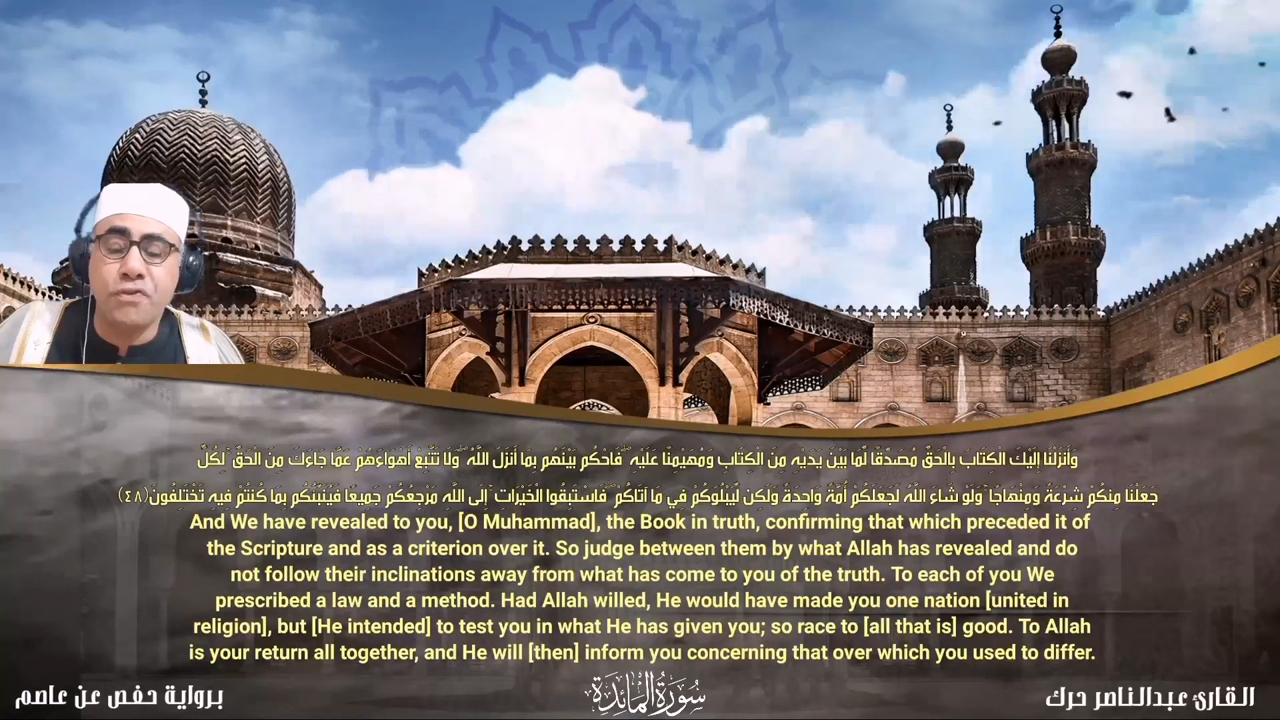 وَأَنزَلْنَا إِلَيْكَ الْكِتَابَ بِالْحَقِّ مُصَدِّقًا لِّمَا بَيْنَ يَدَيْهِ مِنَ الْكِتَابِ وَمُهَيْمِنًا عَلَيْهِ ۖ فَاحْكُم بَيْنَهُم بِمَا أَنزَلَ اللَّهُ ۖ وَلَا تَتَّبِعْ أَهْوَاءَهُمْ عَمَّا جَاءَكَ مِنَ الْحَقِّ ۚ لِكُلٍّ
جَعَلْنَا مِنكُمْ شِرْعَةً وَمِنْهَاجًا ۚ وَلَوْ شَاءَ اللَّهُ لَجَعَلَكُمْ أُمَّةً وَاحِدَةً وَلَٰكِن لِّيَبْلُوَكُمْ فِي مَا آتَاكُمْ ۖ فَاسْتَبِقُوا الْخَيْرَاتِ ۚ إِلَى اللَّهِ مَرْجِعُكُمْ جَمِيعًا فَيُنَبِّئُكُم بِمَا كُنتُمْ فِيهِ تَخْتَلِفُونَ(٤٨)
And We have revealed to you, [O Muhammad], the Book in truth, confirming that which preceded it of
the Scripture and as a criterion over it. So judge between them by what Allah has revealed and do
not follow their inclinations away from what has come to you of the truth. To each of you We
prescribed a law and a method. Had Allah willed, He would have made you one nation [united in
religion], but [He intended] to test you in what He has given you; so race to [all that is] good. To Allah
is your return all together, and He will [then] inform you concerning that over which you used to differ.
القارئ عبدالناصر حرك
سُورَةُ المَائِدَةِ
برواية حفص عن عاصم